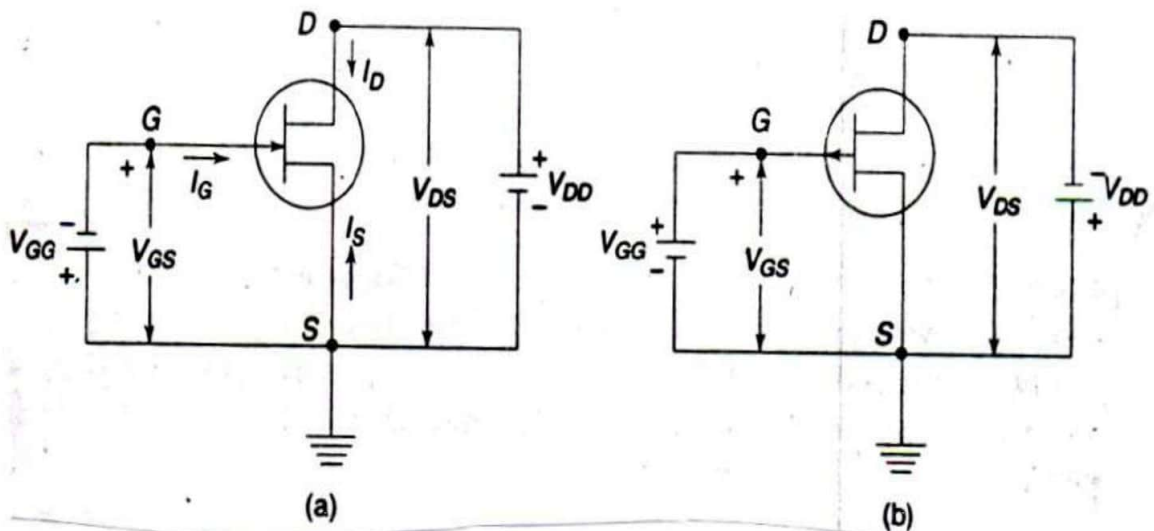 D
I_D
G
+
I_G
-
V_GG
+
V_GS
I_S
V_DS
+
V_DD
-
S
(a)
D
G
+
+
V_GG
-
V_GS
V_DS
-
V_DD
+
S
(b)